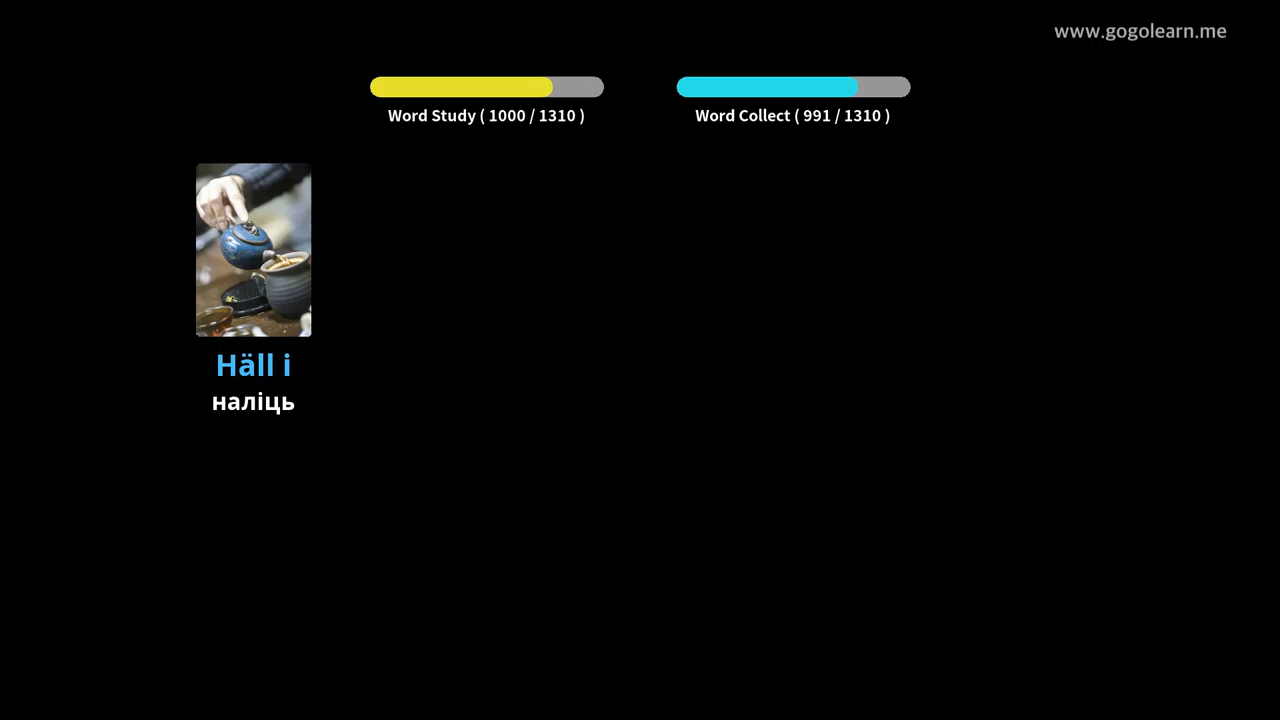 www.gogolearn.me
Word Study ( 1000 / 1310 )
Word Collect ( 991 / 1310 )
Häll i
наліць